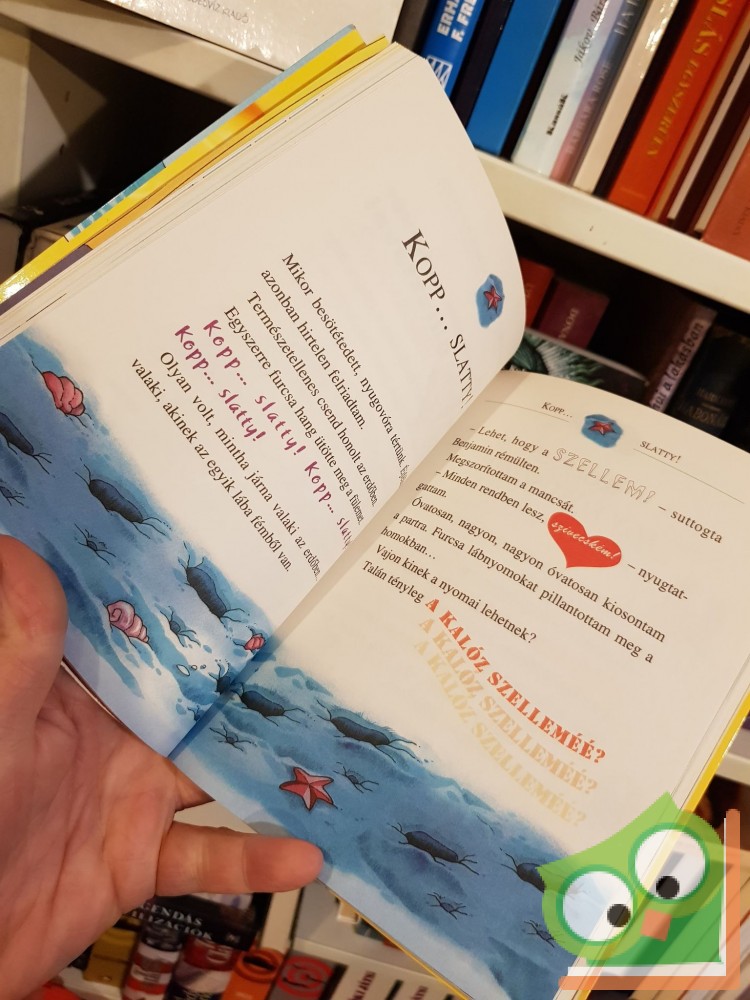 KOPP... SLATTY!
Mikor besötétedett, nyugovóra tértünk.
azonban hirtelen felriadtam.
Természetellenes csend honolt az erdőben.
Egyszerre furcsa hang ütötte meg a fülemet.
Kopp... slatty! Kopp... slatty!
Kopp... slatty!
Olyan volt, mintha járna valaki az erdőben,
valaki, akinek az egyik lába fémből van.
KOPP... SLATTY!
– Lehet, hogy a SZELLEM! – suttogta
Benjamin rémülten.
Megszorítottam a mancsát.
– Minden rendben lesz, szívecském! – nyugtat-
gattam.
Óvatosan, nagyon, nagyon óvatosan kiosontam
a partra. Furcsa lábnyomokat pillantottam meg a
homokban...
Vajon kinek a nyomai lehetnek?
Talán tényleg A KALÓZ SZELLEMÉÉ?
A KALÓZ SZELLEMÉÉ?
A KALÓZ SZELLEMÉÉ?
Kassák